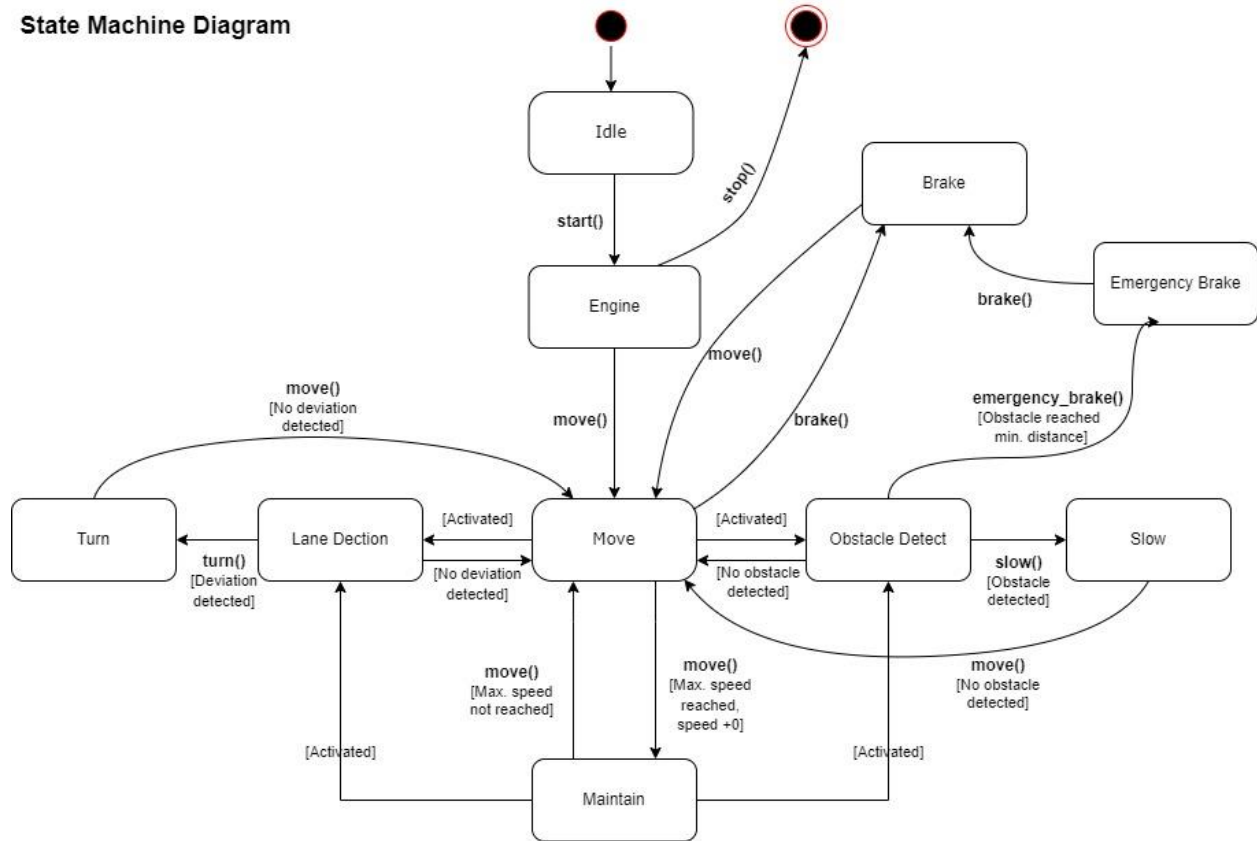 State Machine Diagram
Idle
start()
stop()
Engine
Brake
Emergency Brake
brake()
move()
move()
brake()
move()
[No deviation
detected]
emergency_brake()
[Obstacle reached
min. distance]
Turn
turn()
[Deviation
detected]
Lane Dection
[Activated]
[No deviation
detected]
Move
[Activated]
[No obstacle
detected]
Obstacle Detect
slow()
[Obstacle
detected]
Slow
move()
[Max. speed
not reached]
move()
[Max. speed
reached,
speed +0]
move()
[No obstacle
detected]
[Activated]
[Activated]
Maintain